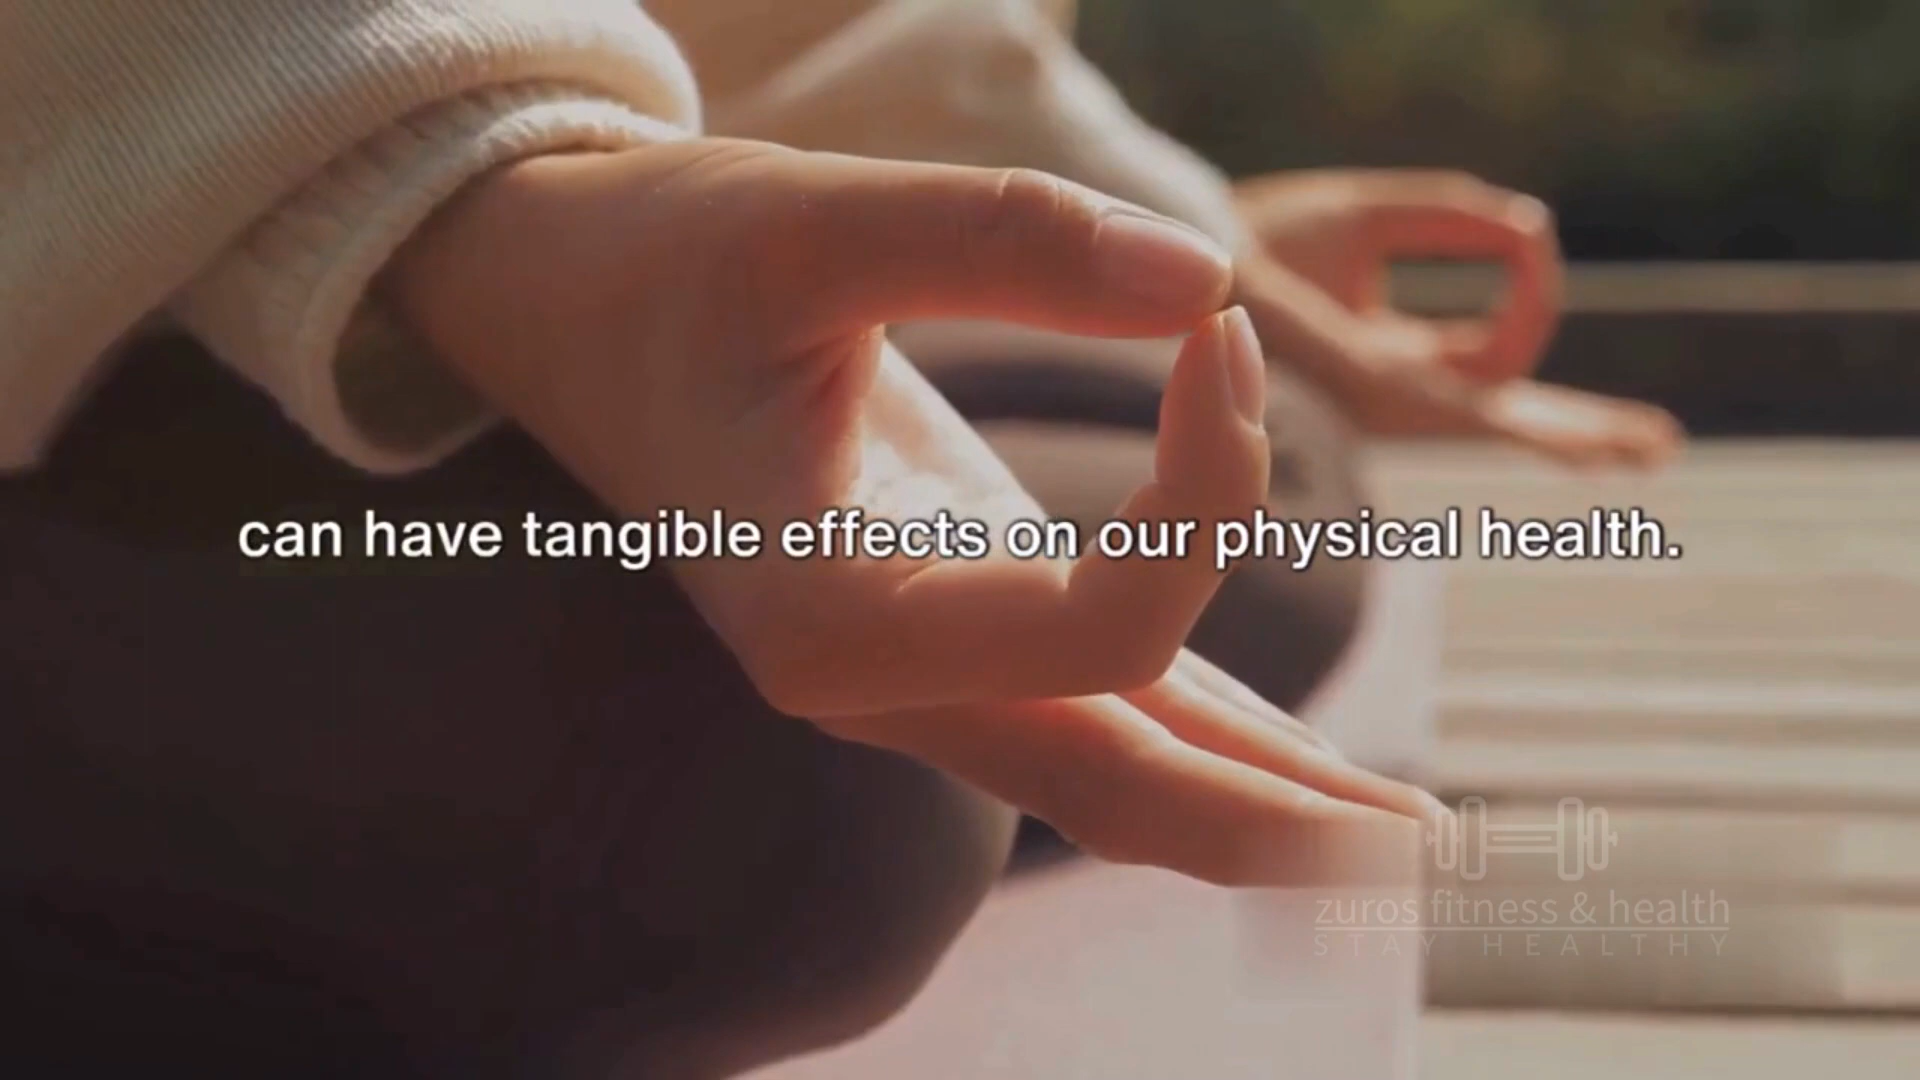 can have tangible effects on our physical health.
zuros fitness & health
STAY HEALTHY